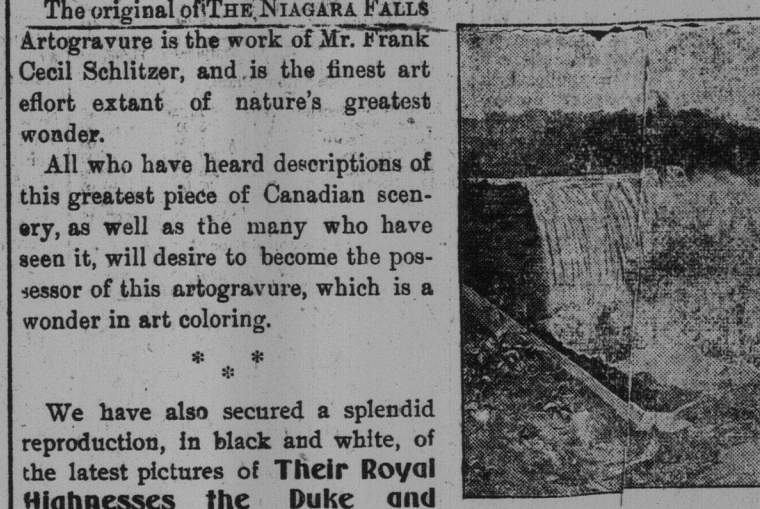 The original of THE NIAGARA FALLS
Artogravure is the work of Mr. Frank
Cecil Schlitzer, and is the finest art
effort extant of nature's greatest
wonder.
All who have heard descriptions of
this greatest piece of Canadian scen-
ery, as well as the many who have
seen it, will desire to become the pos-
sessor of this artogravure, which is a
wonder in art coloring.
* * *
We have also secured a splendid
reproduction, in black and white, of
the latest pictures of Their Royal
Highnesses the Duke and